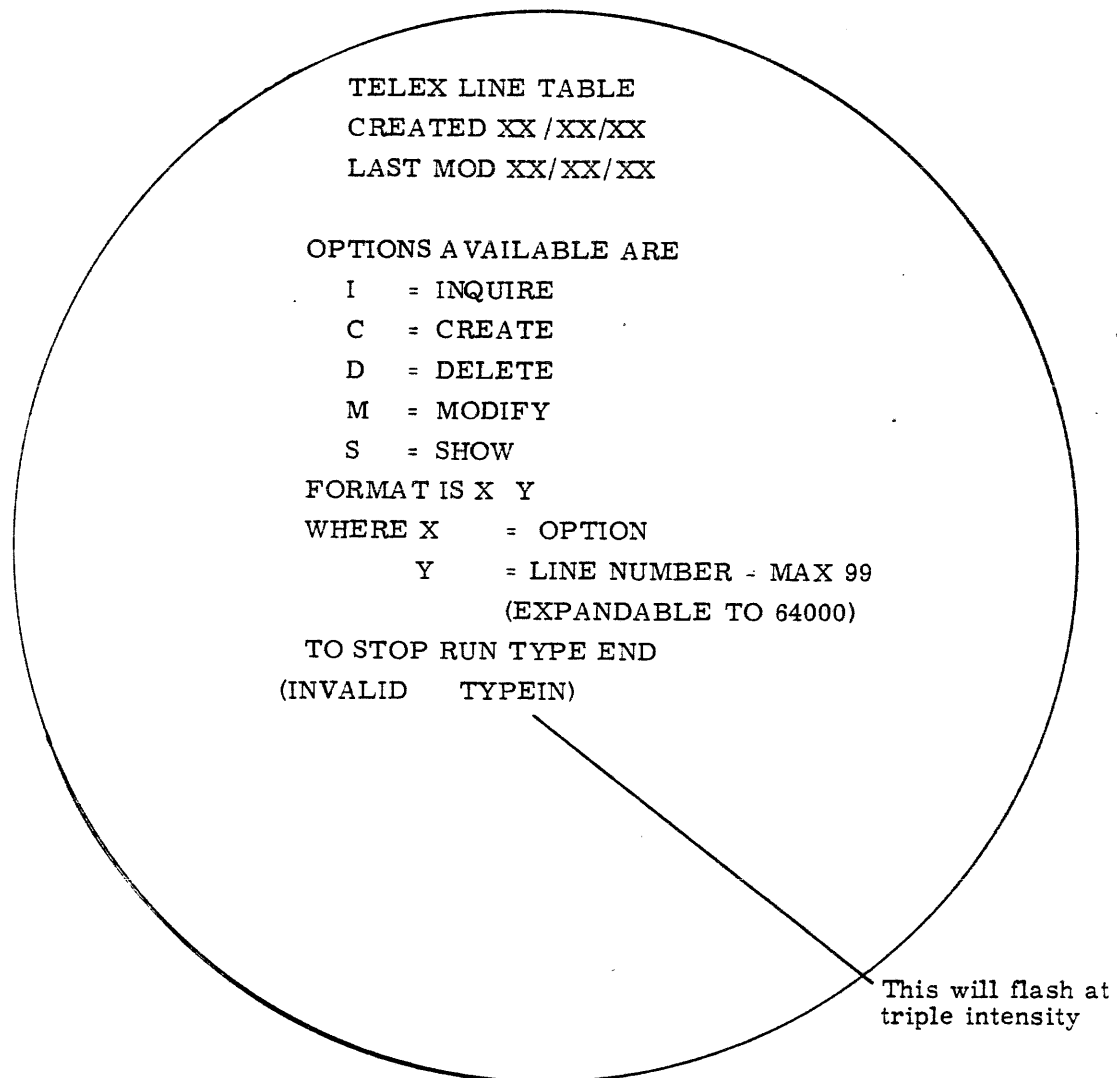 TELEX LINE TABLE
CREATED XX/XX/XX
LAST MOD XX/XX/XX
OPTIONS AVAILABLE ARE
I = INQUIRE
C = CREATE
D = DELETE
M = MODIFY
S = SHOW
FORMAT IS X Y
WHERE X = OPTION
Y = LINE NUMBER - MAX 99
(EXPANDABLE TO 64000)
TO STOP RUN TYPE END
(INVALID TYPEIN)
This will flash at
triple intensity